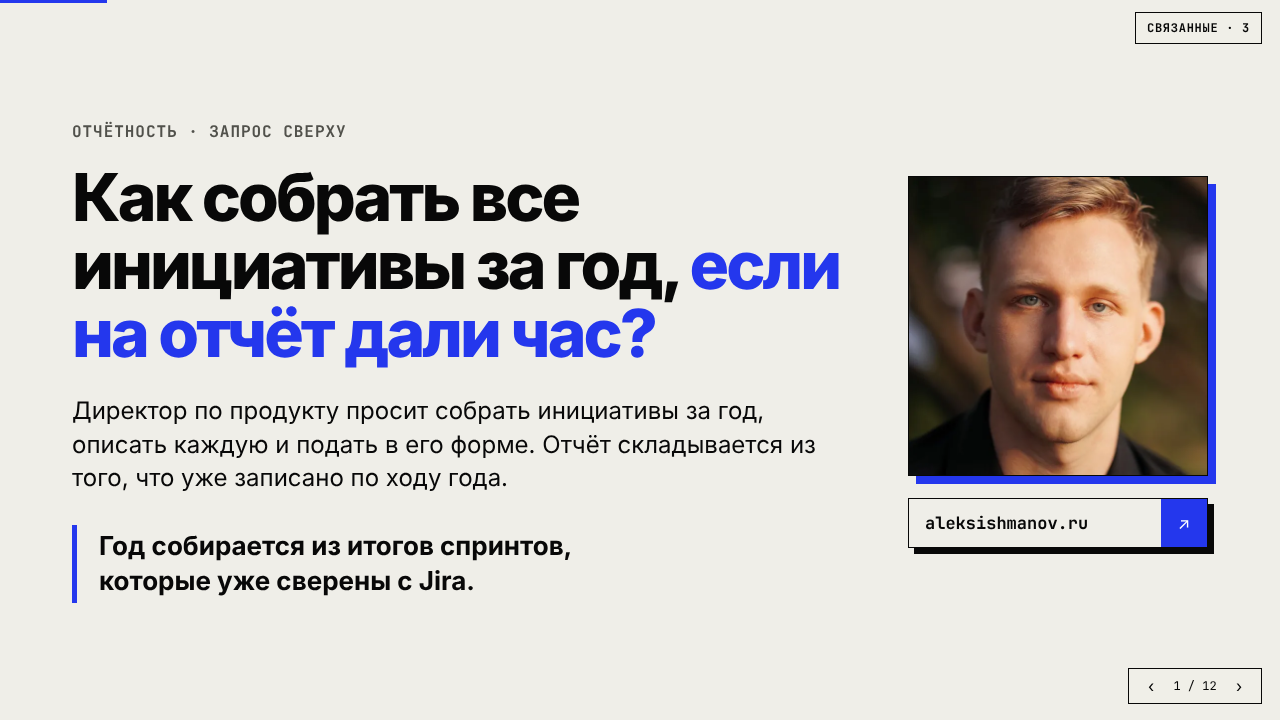 СВЯЗАННЫЕ · 3
ОТЧЁТНОСТЬ · ЗАПРОС СВЕРХУ
Как собрать все
инициативы за год, если
на отчёт дали час?
Директор по продукту просит собрать инициативы за год,
описать каждую и подать в его форме. Отчёт складывается из
того, что уже записано по ходу года.
Год собирается из итогов спринтов,
которые уже сверены с Jira.
aleksishmanov.ru ↗
‹ 1 / 12 ›